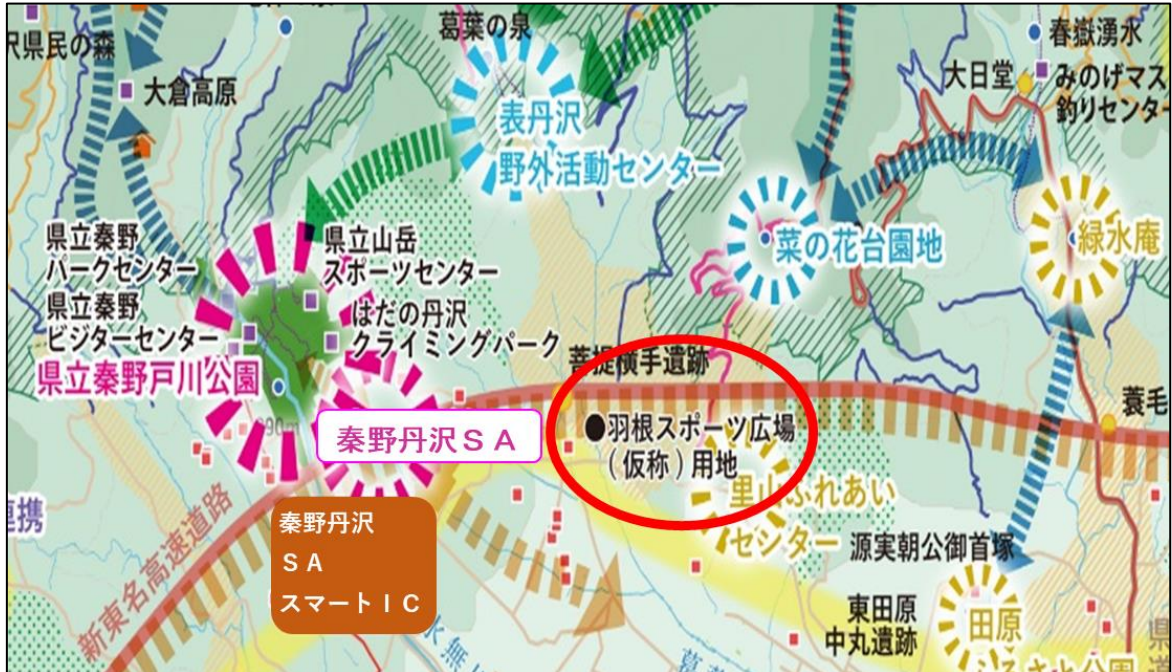 葛葉の泉
春嶽湧水
沢県民の森
大倉高原
大日堂
みのげマス
釣りセンター
表丹沢
野外活動センター
県立秦野
パークセンター
県立山岳
スポーツセンター
菜の花台園地
緑水庵
県立秦野
ビジターセンター
はだの丹沢
クライミングパーク
県立秦野戸川公園
菩提横手遺跡
秦野丹沢SA
●羽根スポーツ広場
(仮称)用地
蓑毛
里山ふれあい
センター
連携
新東名高速道路
秦野丹沢
SA
スマートIC
源実朝公御首塚
東田原
中丸遺跡
田原